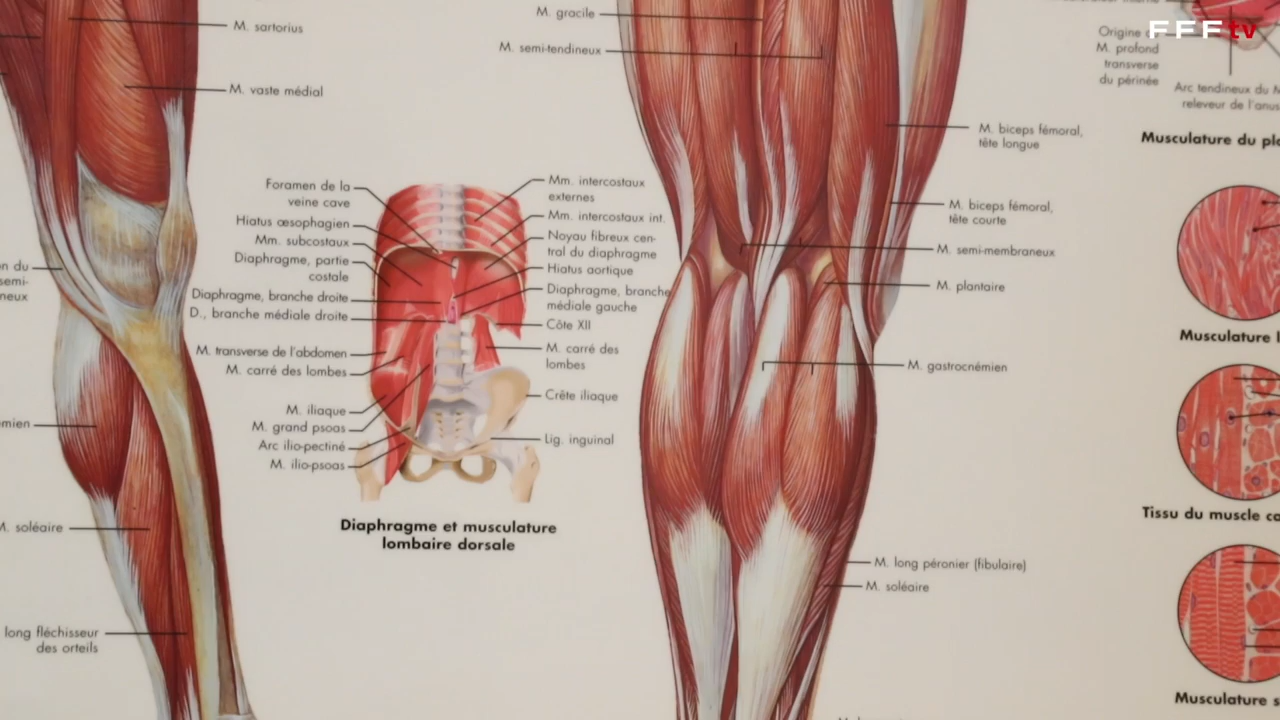 FFFtv
M. sartorius
M. vaste médial
M. gracile
M. semi-tendineux
Origine
M. profond
transverse
du périnée
Arc tendineux du
releveur de l'anus
Musculature du
M. biceps fémoral,
tête longue
M. biceps fémoral,
tête courte
M. semi-membraneux
M. plantaire
M. gastrocnémien
M. long péronier (fibulaire)
M. soléaire
Foramen de la
veine cave
Hiatus œsophagien
Mm. subcostaux
Diaphragme, partie
costale
Diaphragme, branche droite
D., branche médiale droite
M. transverse de l'abdomen
M. carré des lombes
M. iliaque
M. grand psoas
Arc ilio-pectiné
M. ilio-psoas
Mm. intercostaux
externes
Mm. intercostaux int.
Noyau fibreux cen-
tral du diaphragme
Hiatus aortique
Diaphragme, branche
médiale gauche
Côte XII
M. carré des
lombes
Crête iliaque
Lig. inguinal
Diaphragme et musculature
lombaire dorsale
du
M. soléaire
long fléchisseur
des orteils
Musculature
Tissu du muscle
Musculature